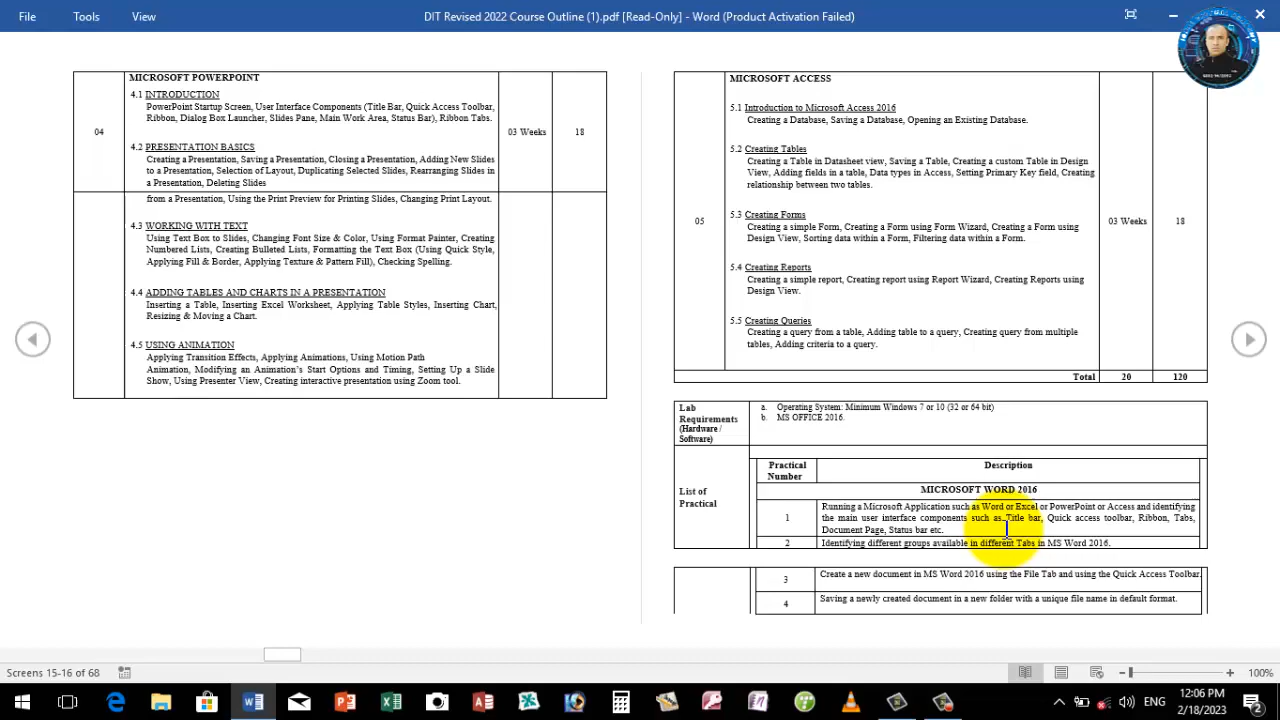 File Tools View DIT Revised 2022 Course Outline (1).pdf [Read-Only] - Word (Product Activation Failed)
04
MICROSOFT POWERPOINT
4.1 INTRODUCTION
PowerPoint Startup Screen, User Interface Components (Title Bar, Quick Access Toolbar,
Ribbon, Dialog Box Launcher, Slides Pane, Main Work Area, Status Bar), Ribbon Tabs.
4.2 PRESENTATION BASICS
Creating a Presentation, Saving a Presentation, Closing a Presentation, Adding New Slides
to a Presentation, Selection of Layout, Duplicating Selected Slides, Rearranging Slides in
a Presentation, Deleting Slides
03 Weeks
18
from a Presentation, Using the Print Preview for Printing Slides, Changing Print Layout.
4.3 WORKING WITH TEXT
Using Text Box to Slides, Changing Font Size & Color, Using Format Painter, Creating
Numbered Lists, Creating Bulleted Lists, Formatting the Text Box (Using Quick Style,
Applying Fill & Border, Applying Texture & Pattern Fill), Checking Spelling.
4.4 ADDING TABLES AND CHARTS IN A PRESENTATION
Inserting a Table, Inserting Excel Worksheet, Applying Table Styles, Inserting Chart,
Resizing & Moving a Chart.
4.5 USING ANIMATION
Applying Transition Effects, Applying Animations, Using Motion Path
Animation, Modifying an Animation's Start Options and Timing, Setting Up a Slide
Show, Using Presenter View, Creating interactive presentation using Zoom tool.
05
MICROSOFT ACCESS
5.1 Introduction to Microsoft Access 2016
Creating a Database, Saving a Database, Opening an Existing Database.
5.2 Creating Tables
Creating a Table in Datasheet view, Saving a Table, Creating a custom Table in Design
View, Adding fields in a table, Data types in Access, Setting Primary Key field, Creating
relationship between two tables.
5.3 Creating Forms
Creating a simple Form, Creating a Form using Form Wizard, Creating a Form using
Design View, Sorting data within a Form, Filtering data within a Form.
5.4 Creating Reports
Creating a simple report, Creating report using Report Wizard, Creating Reports using
Design View.
5.5 Creating Queries
Creating a query from a table, Adding table to a query, Creating query from multiple
tables, Adding criteria to a query.
03 Weeks
18
Total 20 120
Lab
Requirements
(Hardware /
Software)
a. Operating System: Minimum Windows 7 or 10 (32 or 64 bit)
b. MS OFFICE 2016.
List of
Practical
Practical
Number
Description
MICROSOFT WORD 2016
1
Running a Microsoft Application such as Word or Excel or PowerPoint or Access and identifying
the main user interface components such as Title bar, Quick access toolbar, Ribbon, Tabs,
Document Page, Status bar etc.
2 Identifying different groups available in different Tabs in MS Word 2016.
3 Create a new document in MS Word 2016 using the File Tab and using the Quick Access Toolbar.
4 Saving a newly created document in a new folder with a unique file name in default format.
Screens 15-16 of 68
100%
ENG
12:06 PM
2/18/2023
2